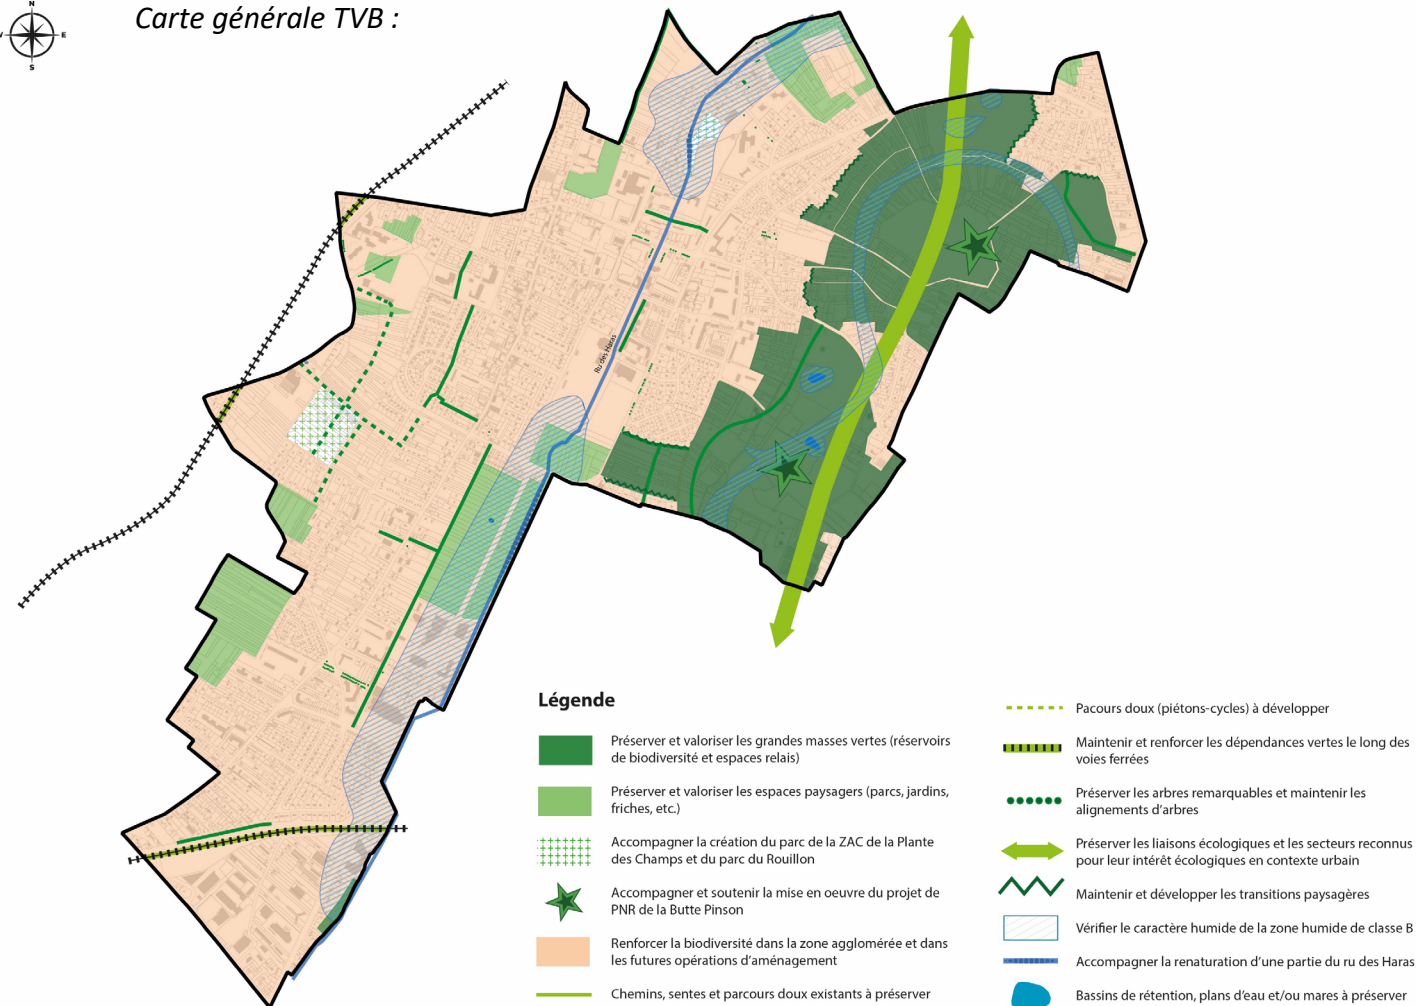 Carte générale TVB :
N
W
E
S
Ru des Haras
Légende
Préserver et valoriser les grandes masses vertes (réservoirs
de biodiversité et espaces relais)
Préserver et valoriser les espaces paysagers (parcs, jardins,
friches, etc.)
Accompagner la création du parc de la ZAC de la Plante
des Champs et du parc du Rouillon
Accompagner et soutenir la mise en oeuvre du projet de
PNR de la Butte Pinson
Renforcer la biodiversité dans la zone agglomérée et dans
les futures opérations d'aménagement
Chemins, sentes et parcours doux existants à préserver
Pacours doux (piétons-cycles) à développer
Maintenir et renforcer les dépendances vertes le long des
voies ferrées
Préserver les arbres remarquables et maintenir les
alignements d'arbres
Préserver les liaisons écologiques et les secteurs reconnus
pour leur intérêt écologiques en contexte urbain
Maintenir et développer les transitions paysagères
Vérifier le caractère humide de la zone humide de classe B
Accompagner la renaturation d'une partie du ru des Haras
Bassins de rétention, plans d'eau et/ou mares à préserver